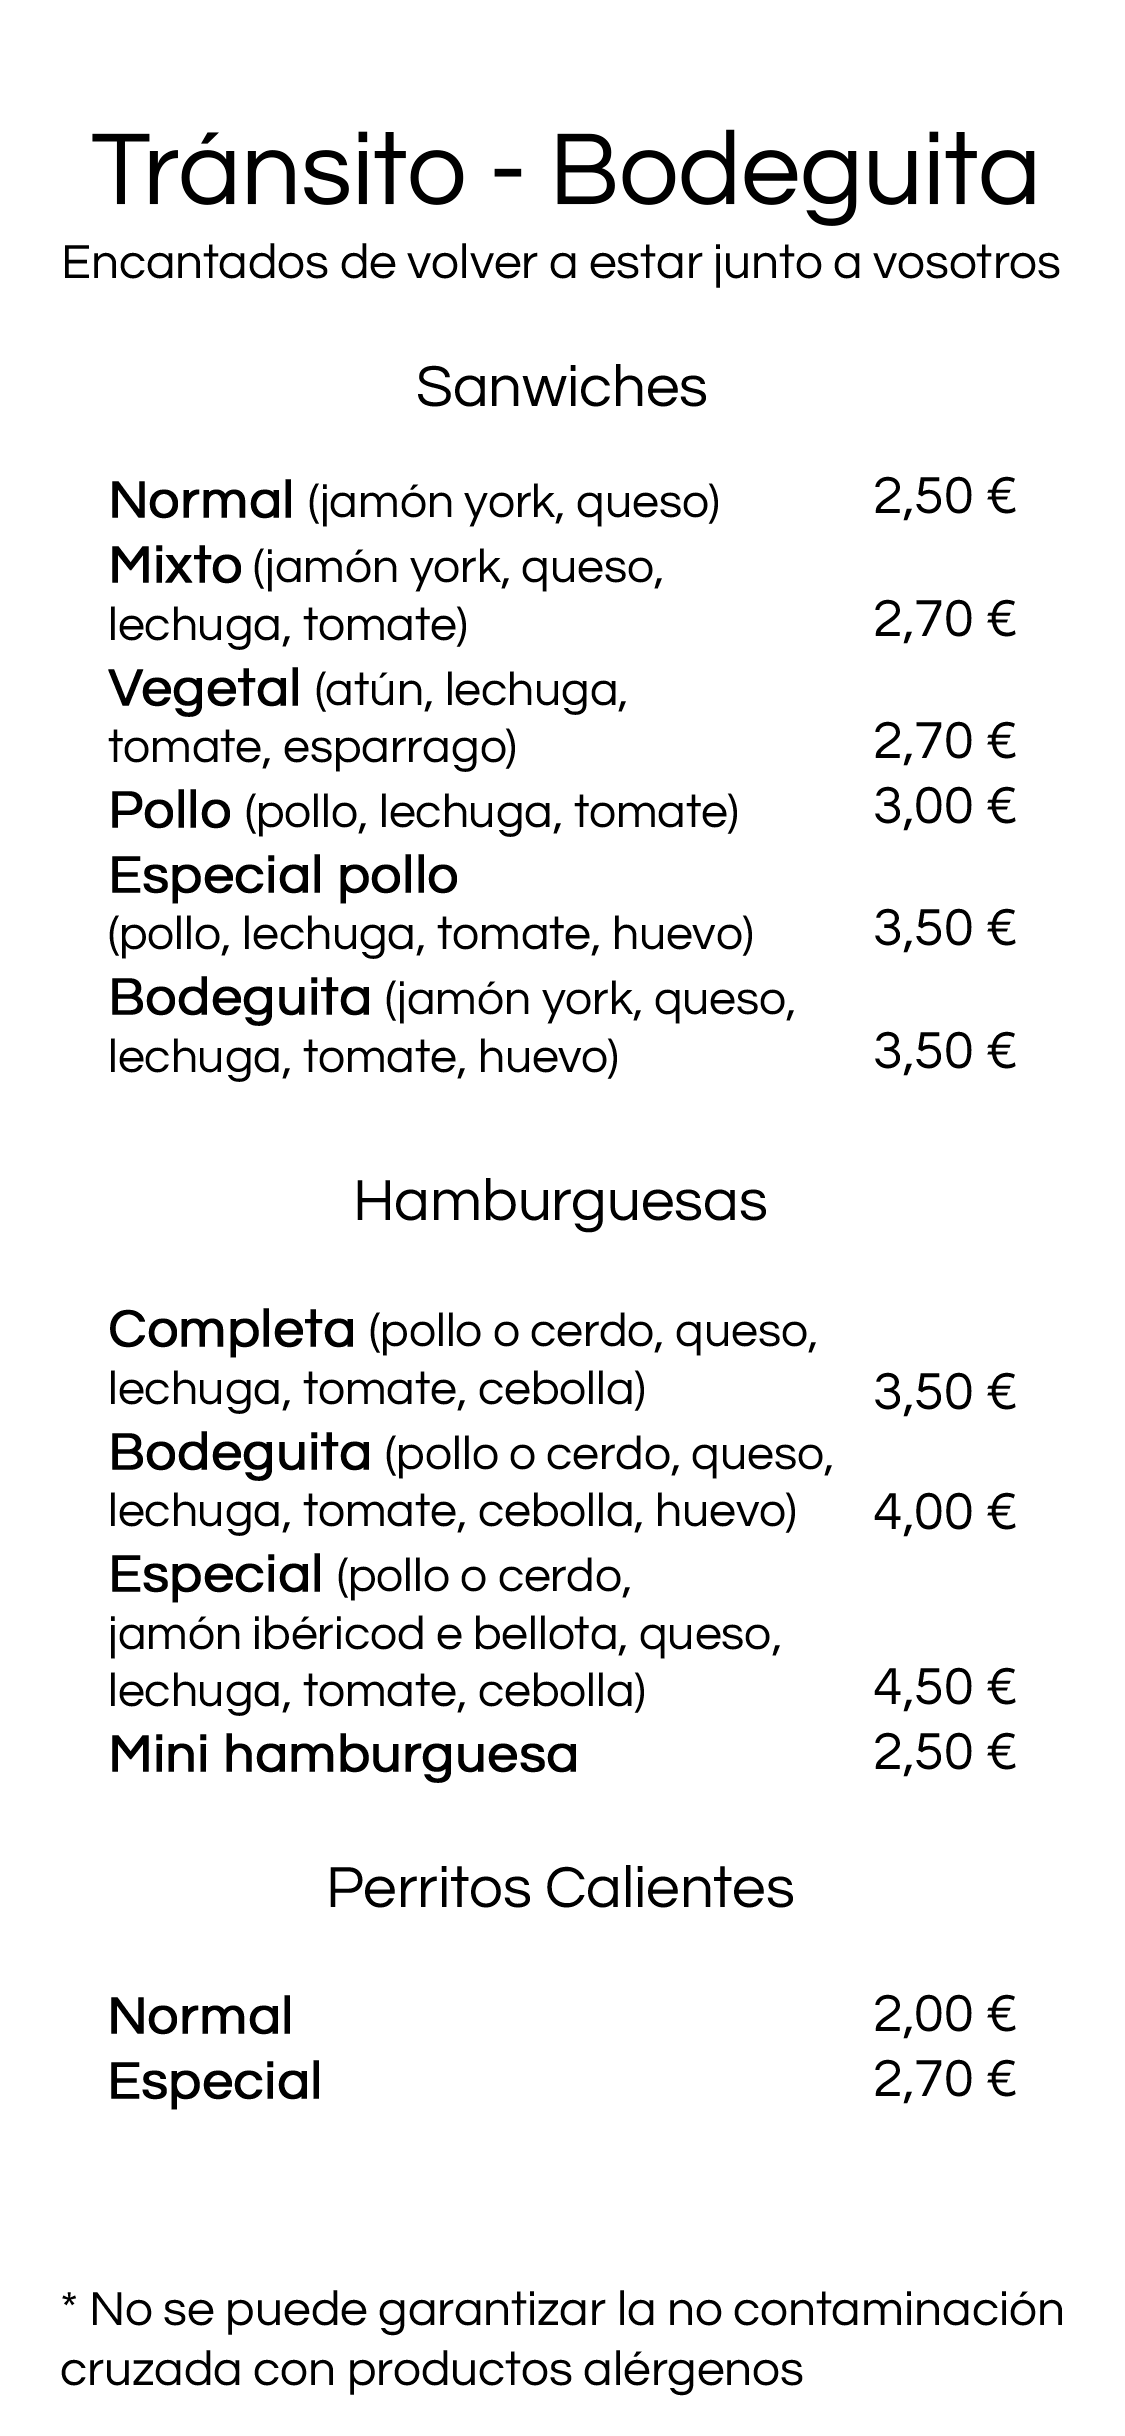 Tránsito - Bodeguita
Encantados de volver a estar junto a vosotros
Sanwiches
Normal (jamón york, queso) 2,50 €
Mixto (jamón york, queso,
lechuga, tomate) 2,70 €
Vegetal (atún, lechuga,
tomate, esparrago) 2,70 €
Pollo (pollo, lechuga, tomate) 3,00 €
Especial pollo
(pollo, lechuga, tomate, huevo) 3,50 €
Bodeguita (jamón york, queso,
lechuga, tomate, huevo) 3,50 €
Hamburguesas
Completa (pollo o cerdo, queso,
lechuga, tomate, cebolla) 3,50 €
Bodeguita (pollo o cerdo, queso,
lechuga, tomate, cebolla, huevo) 4,00 €
Especial (pollo o cerdo,
jamón ibéricod e bellota, queso,
lechuga, tomate, cebolla) 4,50 €
Mini hamburguesa 2,50 €
Perritos Calientes
Normal 2,00 €
Especial 2,70 €
* No se puede garantizar la no contaminación
cruzada con productos alérgenos